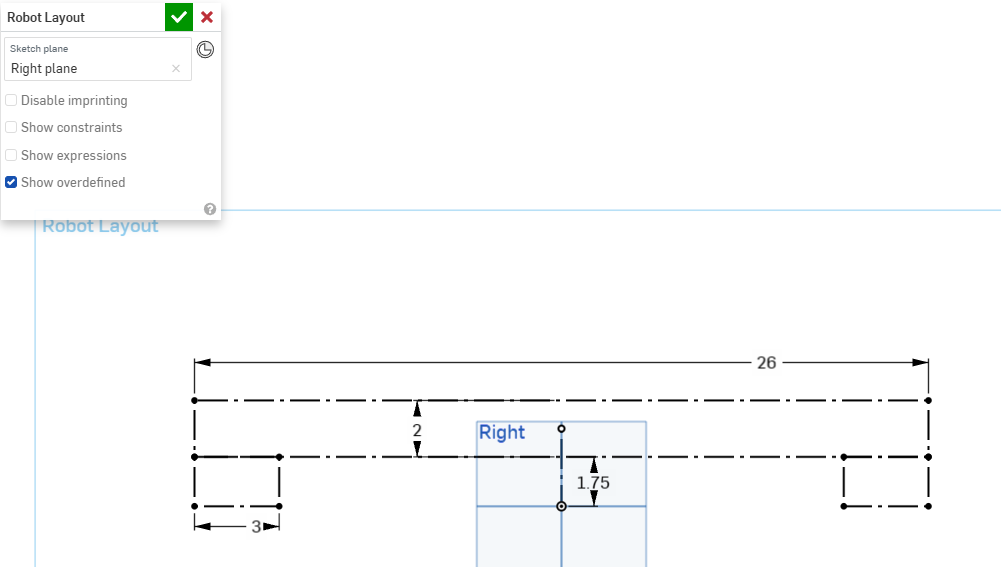 Robot Layout
Sketch plane
Right plane
Disable imprinting
Show constraints
Show expressions
Show overdefined
Robot Layout
26
2
Right
1.75
3